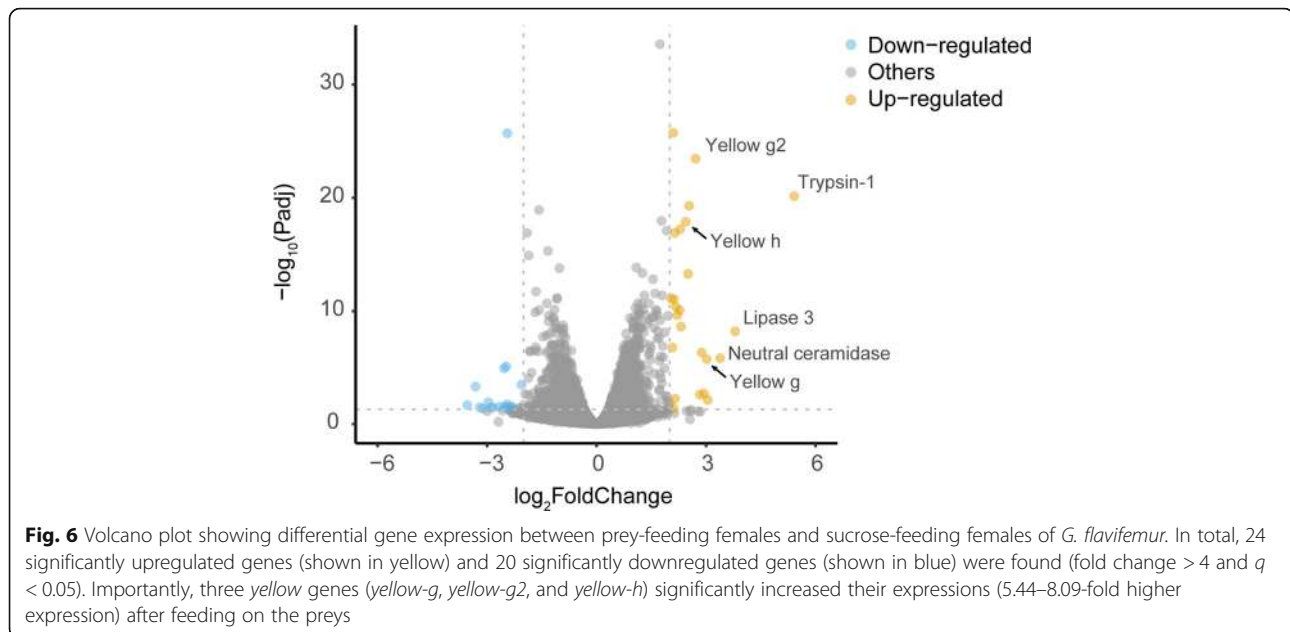 Down−regulated
Others
Up−regulated
30
20
10
0
−log10(Padj)
Yellow g2
Trypsin-1
Yellow h
Lipase 3
Neutral ceramidase
Yellow g
−6
−3
0
3
6
log2FoldChange
Fig. 6 Volcano plot showing differential gene expression between prey-feeding females and sucrose-feeding females of G. flavifemur. In total, 24
significantly upregulated genes (shown in yellow) and 20 significantly downregulated genes (shown in blue) were found (fold change > 4 and q
< 0.05). Importantly, three yellow genes (yellow-g, yellow-g2, and yellow-h) significantly increased their expressions (5.44–8.09-fold higher
expression) after feeding on the preys